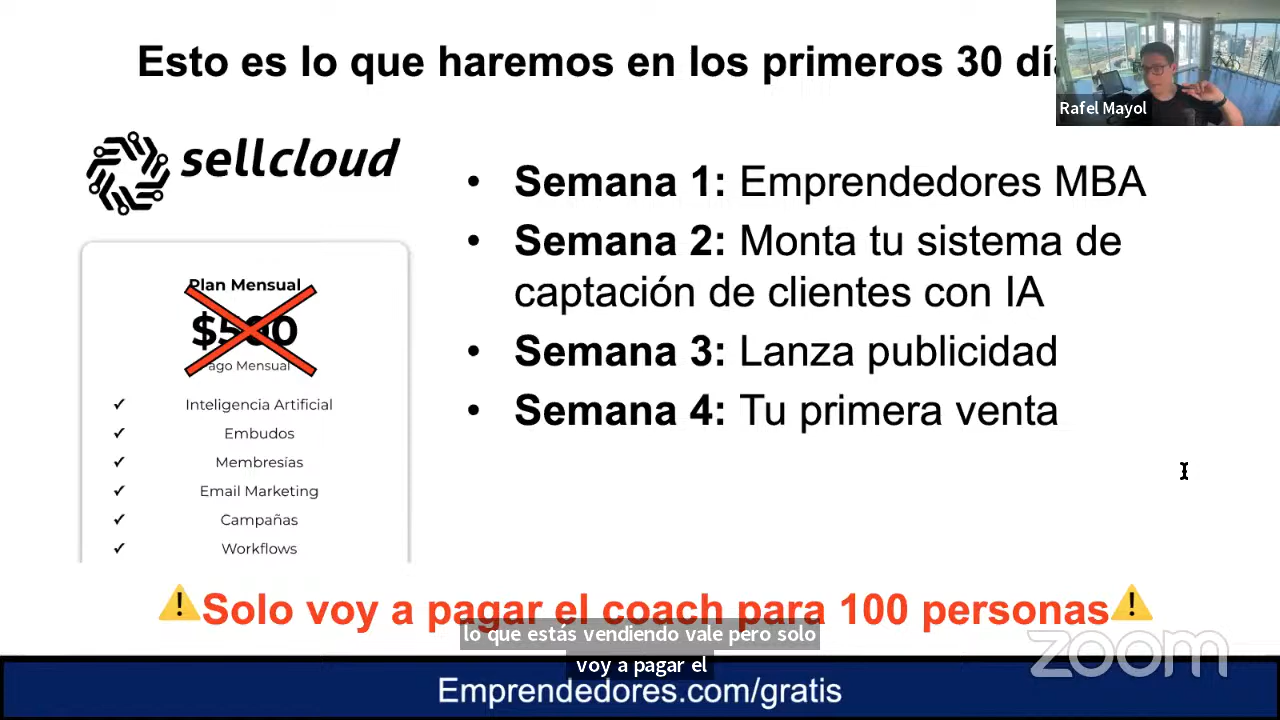 Esto es lo que haremos en los primeros 30 día
Rafel Mayol
sellcloud
• Semana 1: Emprendedores MBA
• Semana 2: Monta tu sistema de
captación de clientes con IA
• Semana 3: Lanza publicidad
• Semana 4: Tu primera venta
Plan Mensual
$500
Pago Mensual
✓ Inteligencia Artificial
✓ Embudos
✓ Membresías
✓ Email Marketing
✓ Campañas
✓ Workflows
⚠Solo voy a pagar el coach para 100 personas⚠
lo que estás vendiendo vale pero solo
voy a pagar el
zoom
Emprendedores.com/gratis